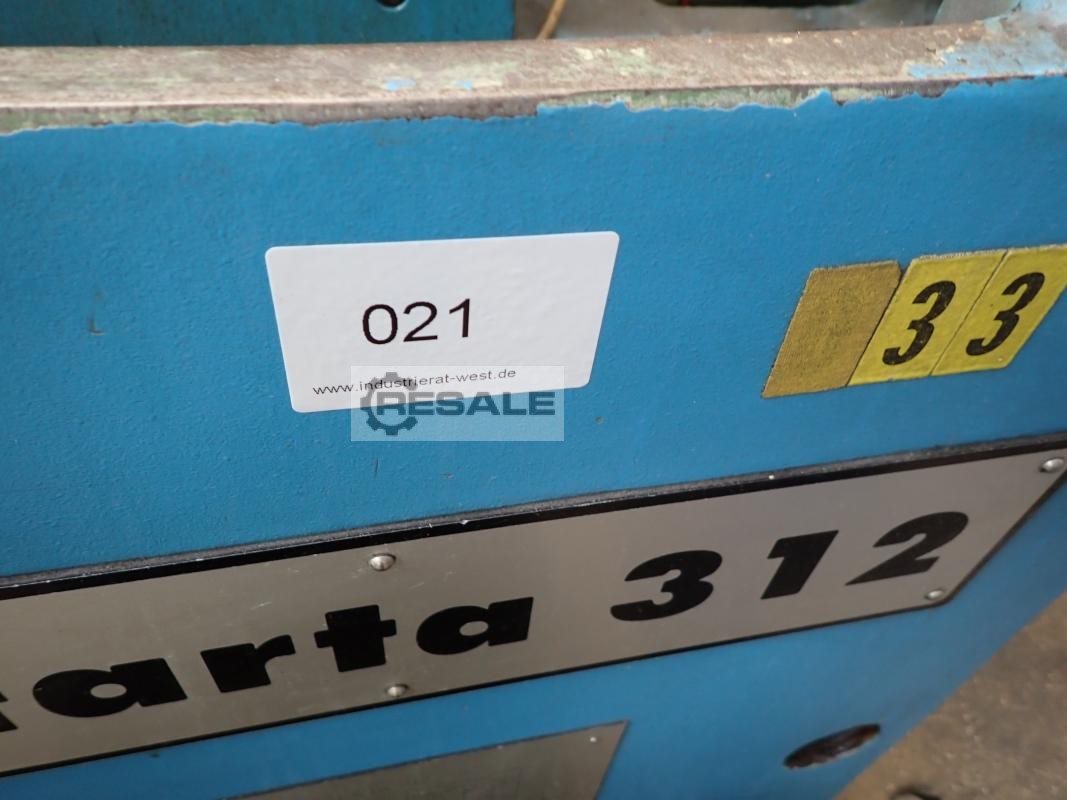 021
www.industrierat-west.de
RESALE
33
arta 312